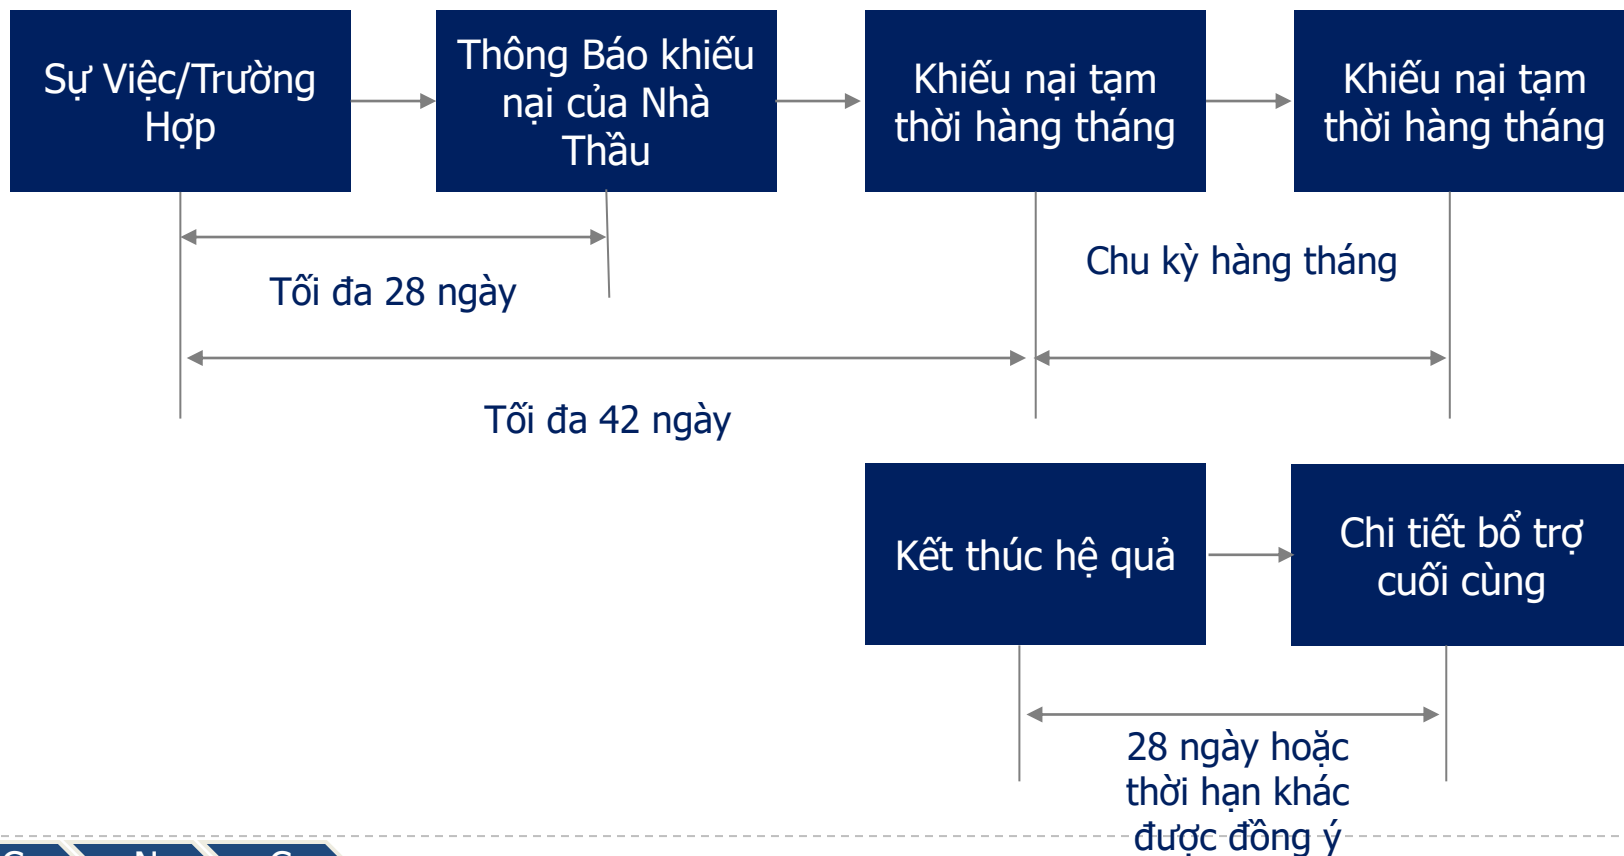 Sự Việc/Trường
Hợp
Thông Báo khiếu
nại của Nhà
Thầu
Khiếu nại tạm
thời hàng tháng
Khiếu nại tạm
thời hàng tháng
Tối đa 28 ngày
Chu kỳ hàng tháng
Tối đa 42 ngày
Kết thúc hệ quả
Chi tiết bổ trợ
cuối cùng
28 ngày hoặc
thời hạn khác
được đồng ý